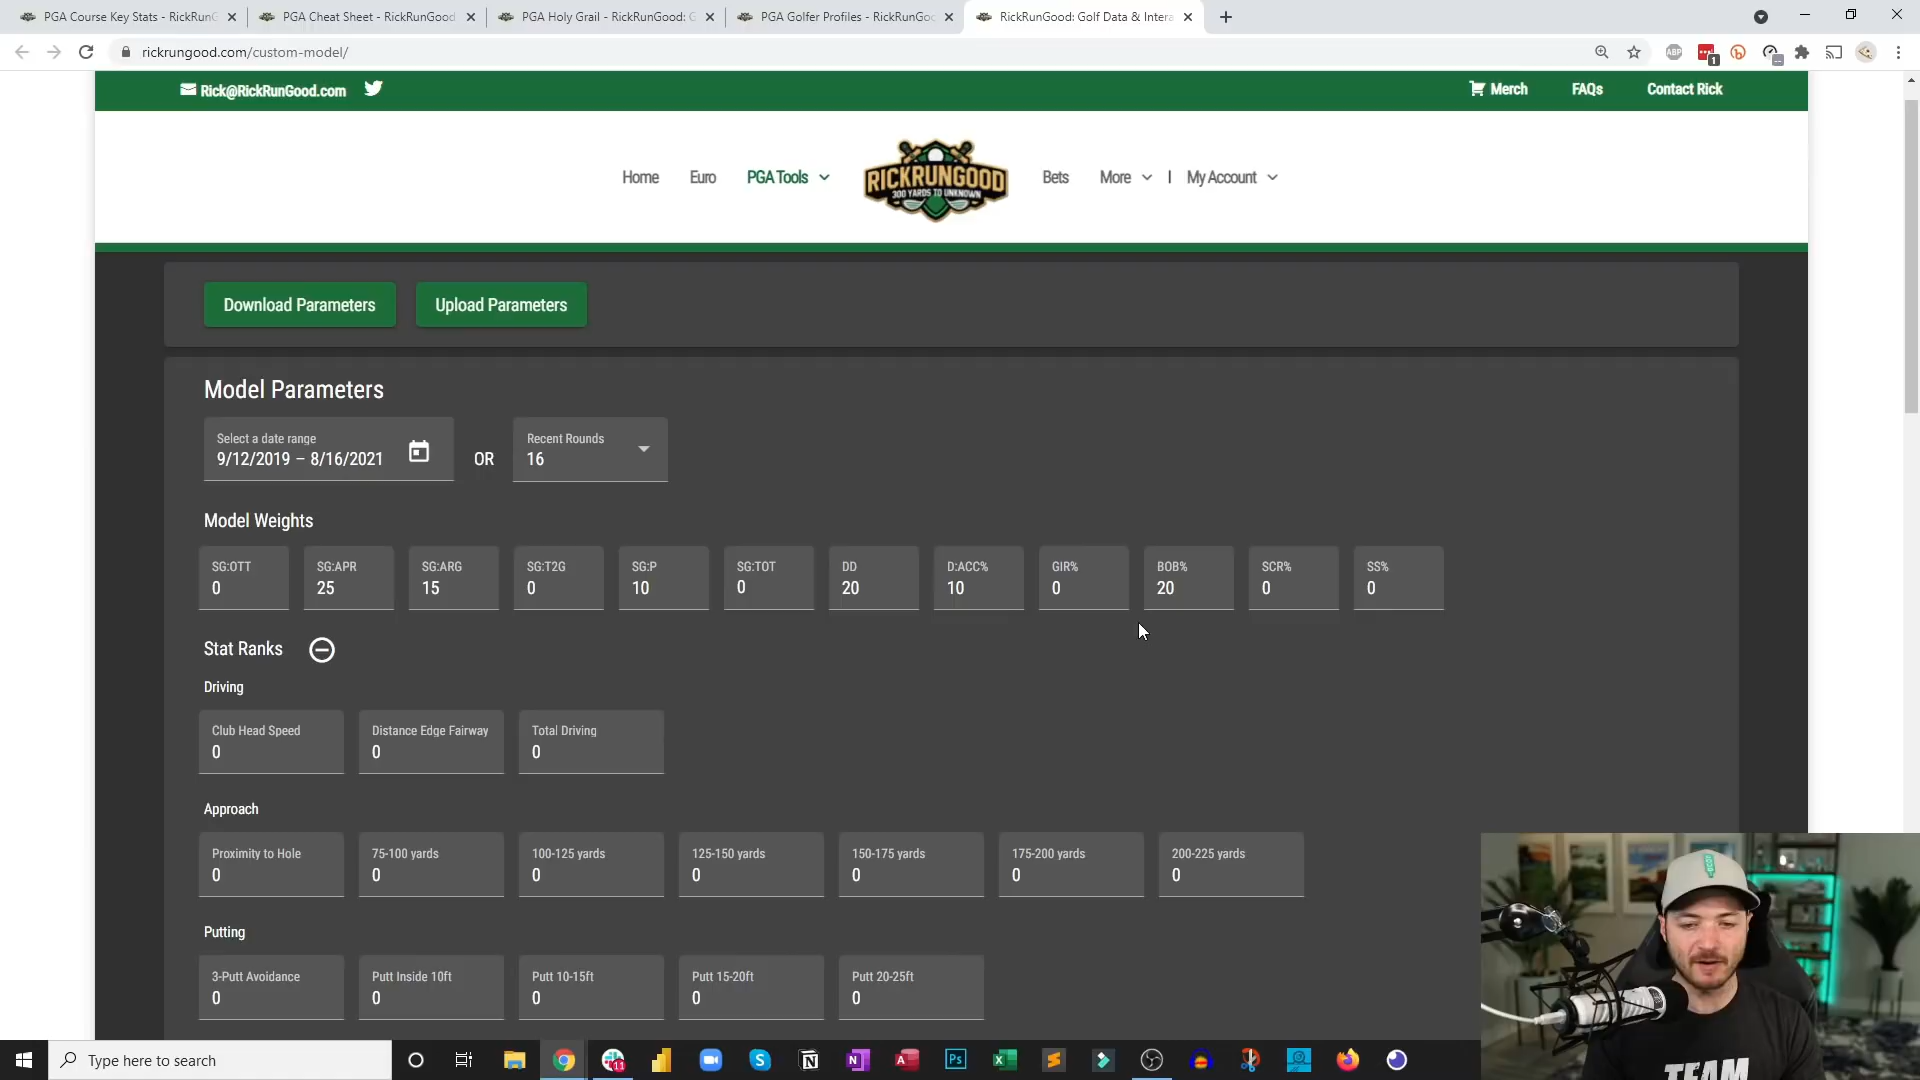 PGA Course Key Stats - RickRunG
PGA Cheat Sheet - RickRunGood
PGA Holy Grail - RickRunGood: G
PGA Golfer Profiles - RickRunGoo
RickRunGood: Golf Data & Intera
rickrungood.com/custom-model/
ABP
1
Rick@RickRunGood.com
Merch
FAQs
Contact Rick
Home
Euro
PGA Tools
RICKRUNGOOD
300 YARDS TO UNKNOWN
Bets
More
|
My Account
Download Parameters
Upload Parameters
Model Parameters
Select a date range
9/12/2019 – 8/16/2021
OR
Recent Rounds
16
Model Weights
SG:OTT
0
SG:APR
25
SG:ARG
15
SG:T2G
0
SG:P
10
SG:TOT
0
DD
20
D:ACC%
10
GIR%
0
BOB%
20
SCR%
0
SS%
0
Stat Ranks
Driving
Club Head Speed
0
Distance Edge Fairway
0
Total Driving
0
Approach
Proximity to Hole
0
75-100 yards
0
100-125 yards
0
125-150 yards
0
150-175 yards
0
175-200 yards
0
200-225 yards
0
Putting
3-Putt Avoidance
0
Putt Inside 10ft
0
Putt 10-15ft
0
Putt 15-20ft
0
Putt 20-25ft
0
TEAM
Type here to search
11
S
N
N
A
Ps
X
S